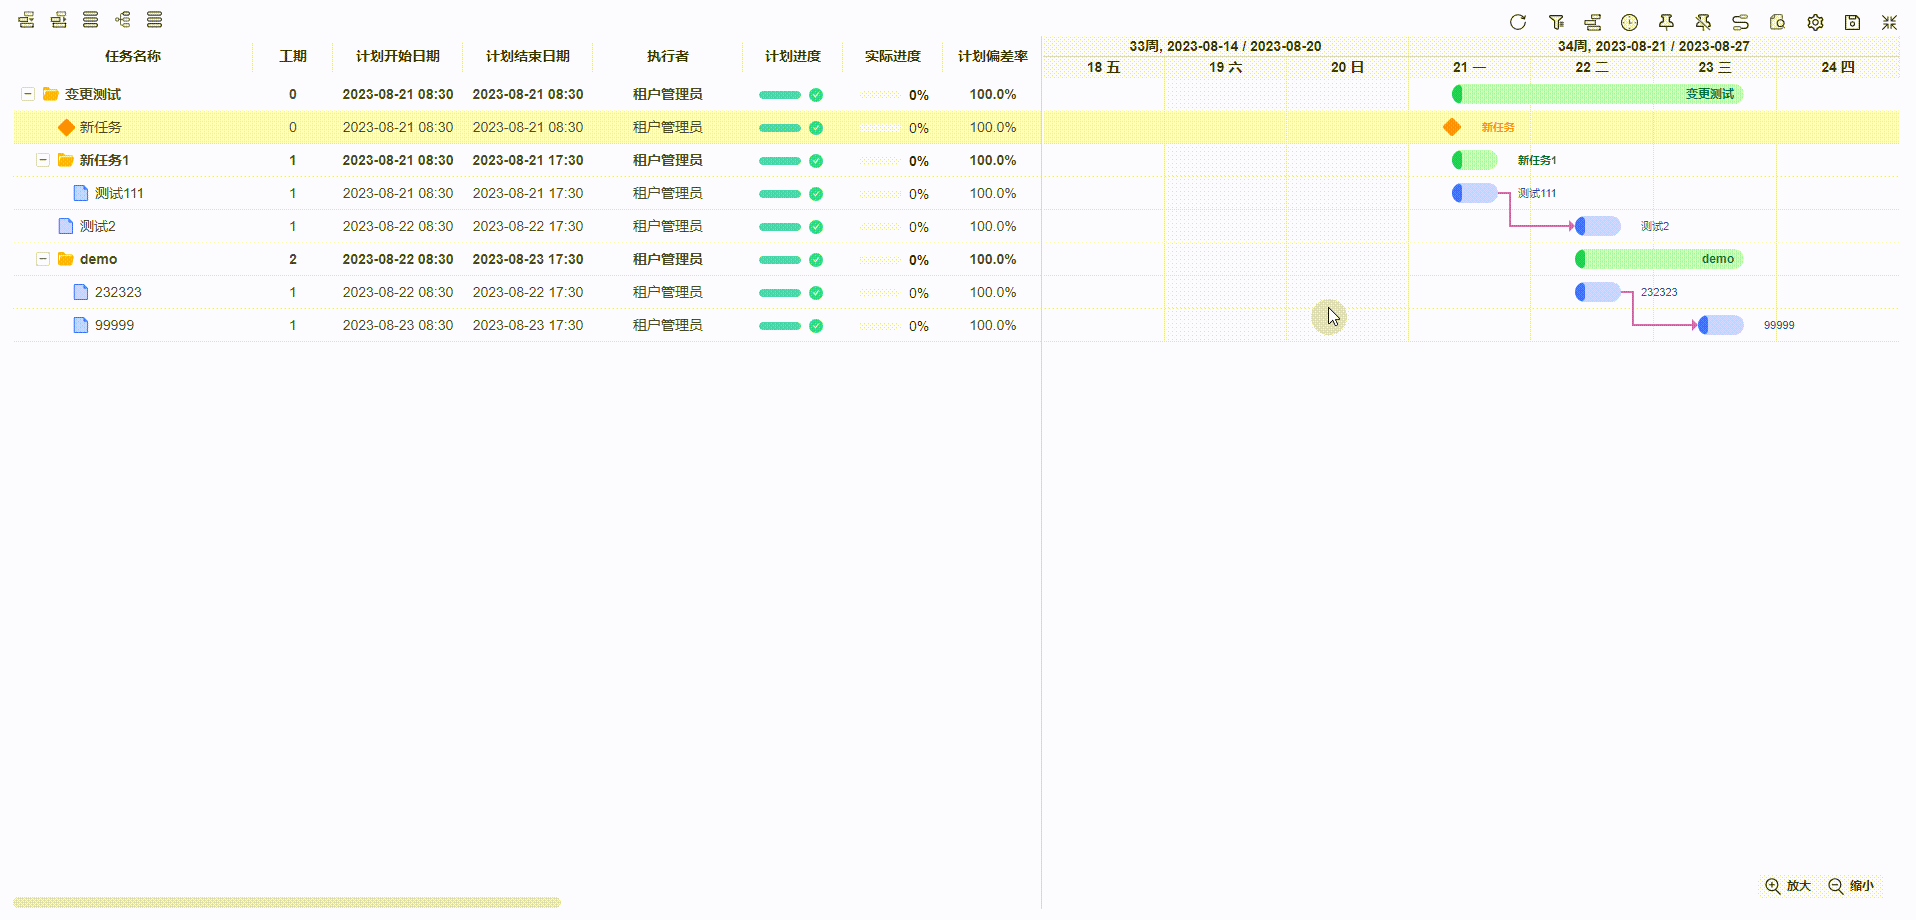 任务名称 工期 计划开始日期 计划结束日期 执行者 计划进度 实际进度 计划偏差率
变更测试 0 2023-08-21 08:30 2023-08-21 08:30 租户管理员 0% 100.0%
新任务 0 2023-08-21 08:30 2023-08-21 08:30 租户管理员 0% 100.0%
新任务1 1 2023-08-21 08:30 2023-08-21 17:30 租户管理员 0% 100.0%
测试111 1 2023-08-21 08:30 2023-08-21 17:30 租户管理员 0% 100.0%
测试2 1 2023-08-22 08:30 2023-08-22 17:30 租户管理员 0% 100.0%
demo 2 2023-08-22 08:30 2023-08-23 17:30 租户管理员 0% 100.0%
232323 1 2023-08-22 08:30 2023-08-22 17:30 租户管理员 0% 100.0%
99999 1 2023-08-23 08:30 2023-08-23 17:30 租户管理员 0% 100.0%
33周, 2023-08-14 / 2023-08-20 34周, 2023-08-21 / 2023-08-27
18 五 19 六 20 日 21 一 22 二 23 三 24 四
变更测试
新任务
新任务1
测试111
测试2
demo
232323
99999
放大 缩小